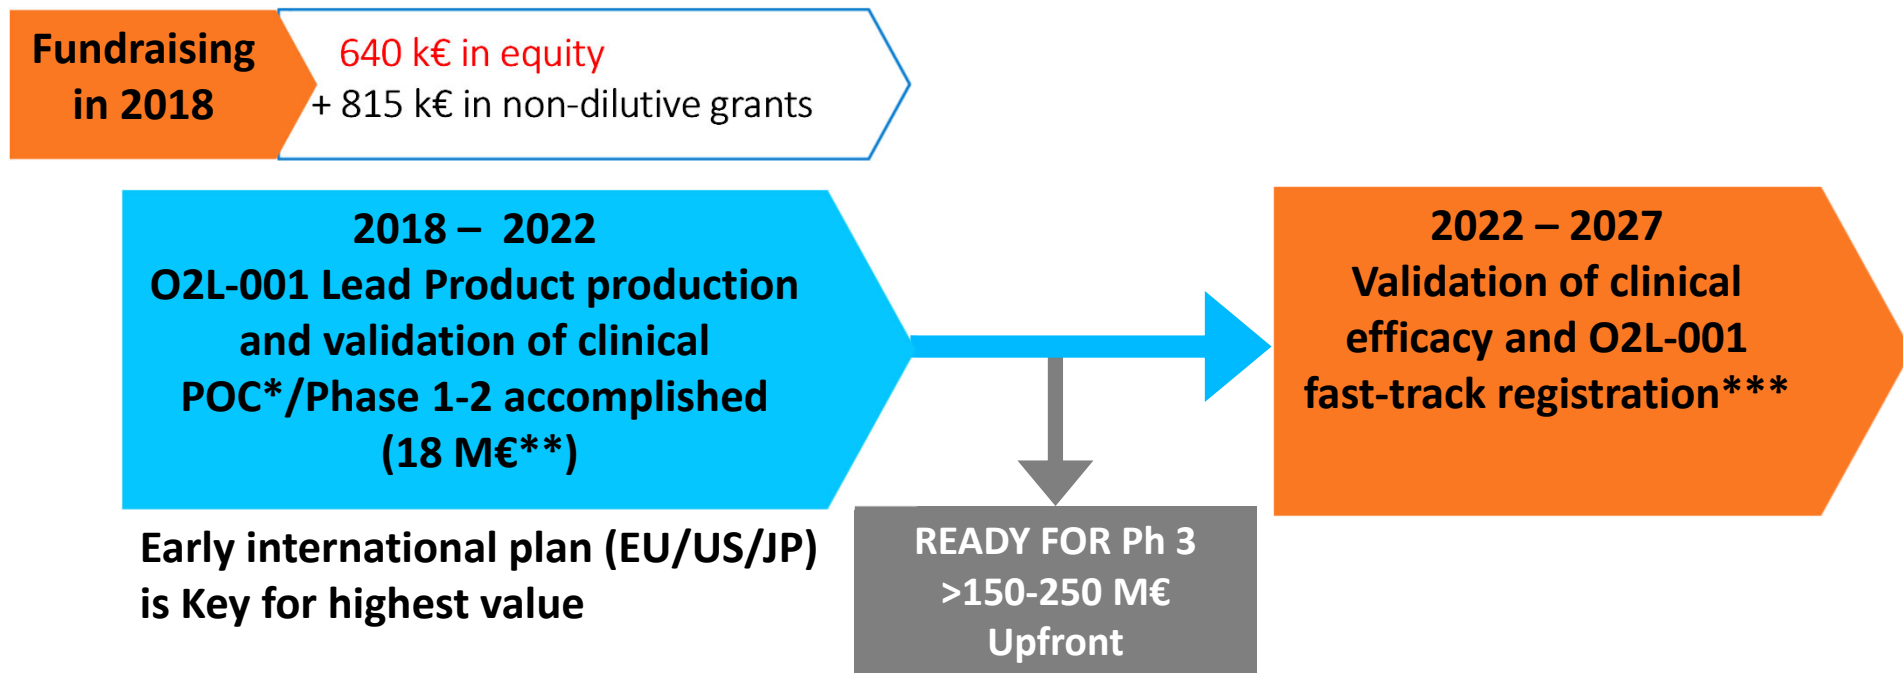 Fundraising
in 2018
640 k€ in equity
+ 815 k€ in non-dilutive grants
2018 – 2022
O2L-001 Lead Product production
and validation of clinical
POC*/Phase 1-2 accomplished
(18 M€**)
2022 – 2027
Validation of clinical
efficacy and O2L-001
fast-track registration***
Early international plan (EU/US/JP)
is Key for highest value
READY FOR Ph 3
>150-250 M€
Upfront